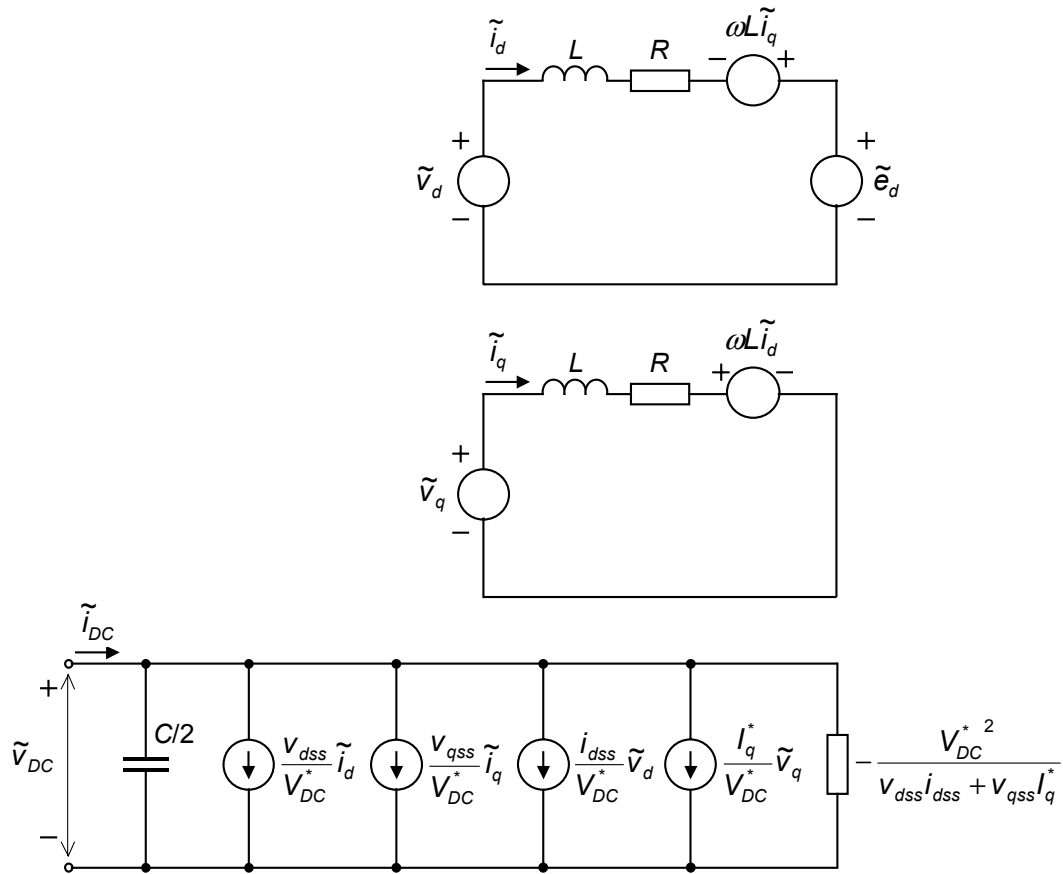 ĩ_d L R − ωLĩ_q +
+ ṽ_d −
+ ẽ_d −
ĩ_q L R + ωLĩ_d −
+ ṽ_q −
ĩ_DC
+ ṽ_DC −
C/2
v_dss/V*_DC ĩ_d
v_qss/V*_DC ĩ_q
i_dss/V*_DC ṽ_d
I*_q/V*_DC ṽ_q
− V*_DC²/(v_dss i_dss + v_qss I*_q)